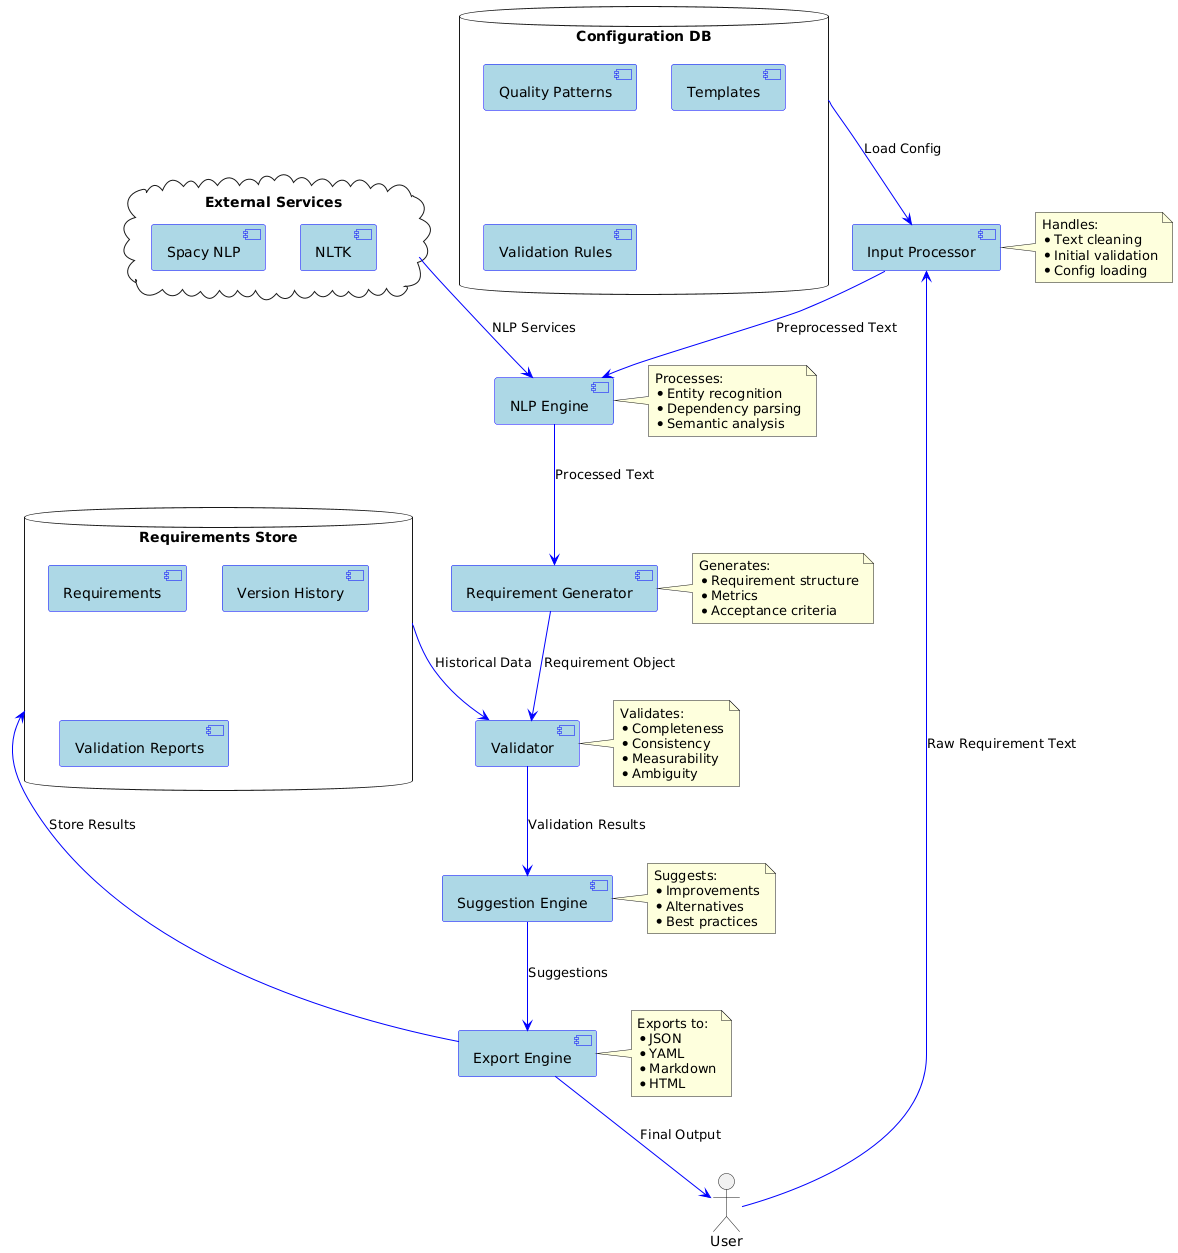 Configuration DB
Quality Patterns
Templates
Validation Rules
Load Config
External Services
Spacy NLP
NLTK
Input Processor
Handles:
• Text cleaning
• Initial validation
• Config loading
NLP Services
Preprocessed Text
NLP Engine
Processes:
• Entity recognition
• Dependency parsing
• Semantic analysis
Processed Text
Requirements Store
Requirements
Version History
Validation Reports
Requirement Generator
Generates:
• Requirement structure
• Metrics
• Acceptance criteria
Historical Data
Requirement Object
Validator
Validates:
• Completeness
• Consistency
• Measurability
• Ambiguity
Raw Requirement Text
Store Results
Validation Results
Suggestion Engine
Suggests:
• Improvements
• Alternatives
• Best practices
Suggestions
Export Engine
Exports to:
• JSON
• YAML
• Markdown
• HTML
Final Output
User